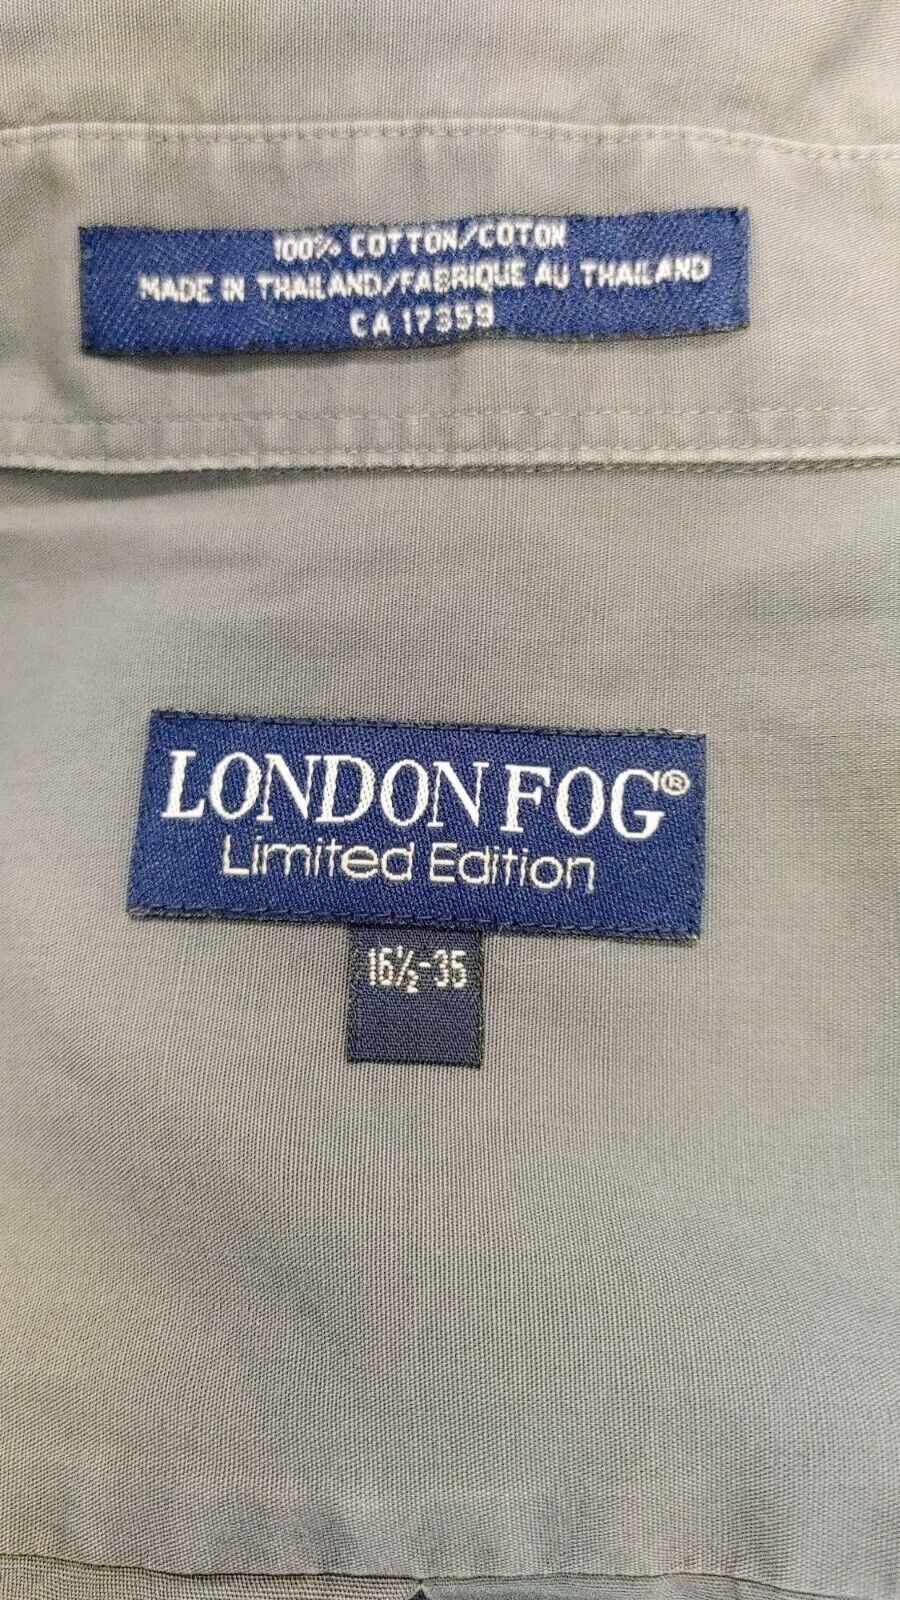 100% COTTON/COTON
MADE IN THAILAND/FABRIQUE AU THAILAND
CA 17359
LONDON FOG®
Limited Edition
16½-35